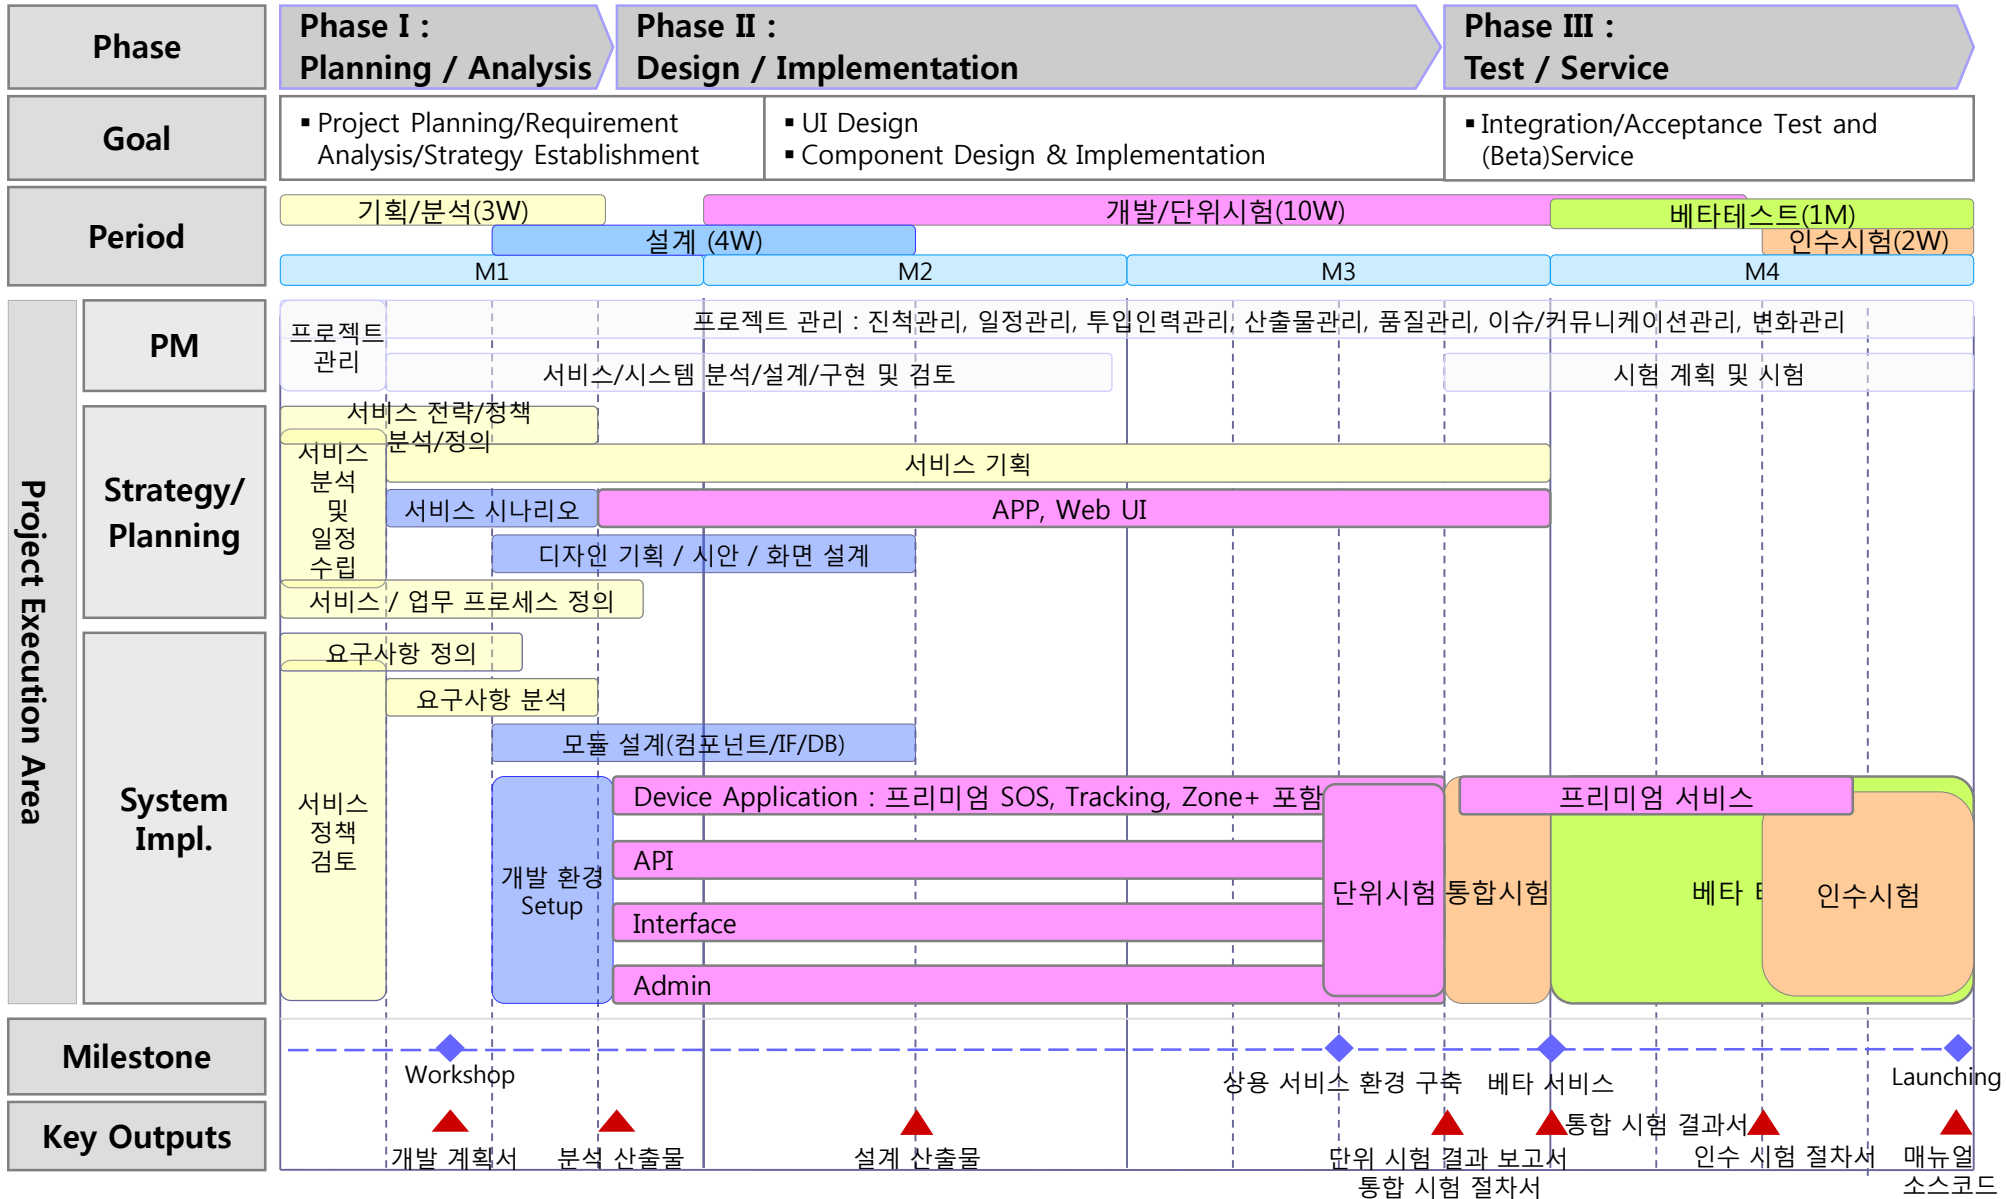 Phase
Phase I :
Planning / Analysis
Phase II :
Design / Implementation
Phase III :
Test / Service
Goal
▪ Project Planning/Requirement
Analysis/Strategy Establishment
▪ UI Design
▪ Component Design & Implementation
▪ Integration/Acceptance Test and
(Beta)Service
Period
기획/분석(3W)
개발/단위시험(10W)
베타테스트(1M)
설계 (4W)
인수시험(2W)
M1
M2
M3
M4
Project Execution Area
PM
프로젝트
관리
프로젝트 관리 : 진척관리, 일정관리, 투입인력관리, 산출물관리, 품질관리, 이슈/커뮤니케이션관리, 변화관리
서비스/시스템 분석/설계/구현 및 검토
시험 계획 및 시험
Strategy/
Planning
서비스 전략/정책
분석/정의
서비스
분석
및
일정
수립
서비스 기획
서비스 시나리오
APP, Web UI
디자인 기획 / 시안 / 화면 설계
서비스 / 업무 프로세스 정의
System
Impl.
요구사항 정의
요구사항 분석
모듈 설계(컴포넌트/IF/DB)
서비스
정책
검토
개발 환경
Setup
Device Application : 프리미엄 SOS, Tracking, Zone+ 포함
API
Interface
Admin
단위시험
통합시험
프리미엄 서비스
베타
인수시험
Milestone
Workshop
상용 서비스 환경 구축
베타 서비스
Launching
Key Outputs
개발 계획서
분석 산출물
설계 산출물
단위 시험 결과 보고서
통합 시험 절차서
통합 시험 결과서
인수 시험 절차서
매뉴얼
소스코드